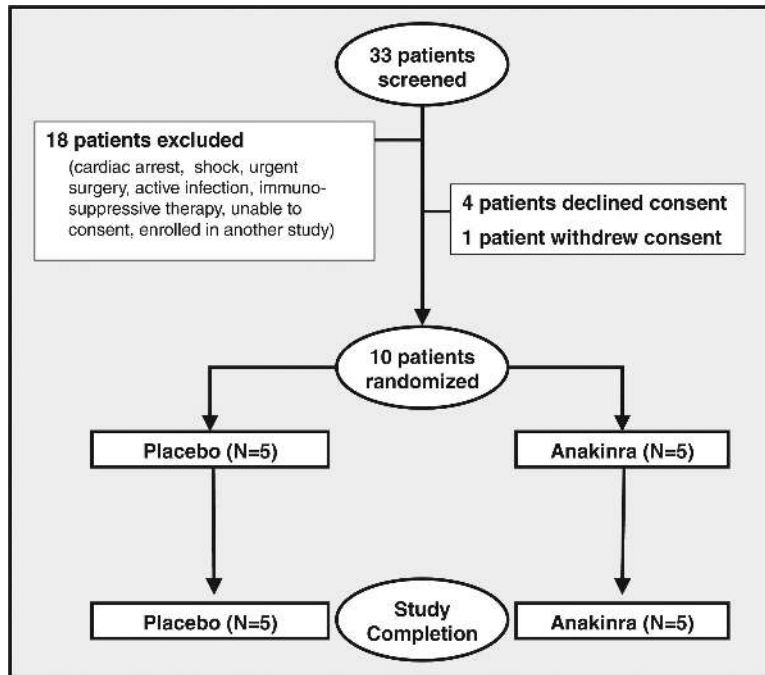 33 patients
screened
18 patients excluded
(cardiac arrest, shock, urgent
surgery, active infection, immuno-
suppressive therapy, unable to
consent, enrolled in another study)
4 patients declined consent
1 patient withdrew consent
10 patients
randomized
Placebo (N=5)
Anakinra (N=5)
Placebo (N=5)
Study
Completion
Anakinra (N=5)